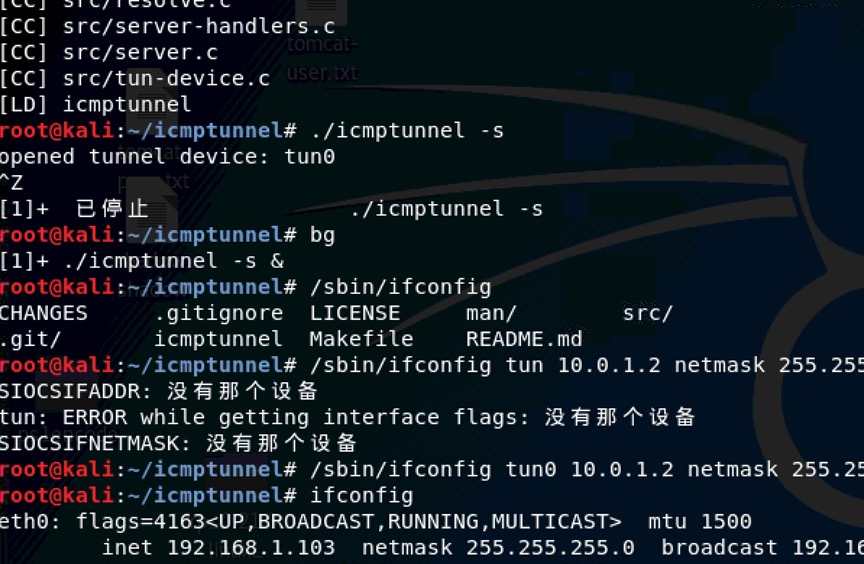 [CC] src/resolve.c
[CC] src/server-handlers.c
[CC] src/server.c
[CC] src/tun-device.c
[LD] icmptunnel
root@kali:~/icmptunnel# ./icmptunnel -s
opened tunnel device: tun0
^Z
[1]+  已停止               ./icmptunnel -s
root@kali:~/icmptunnel# bg
[1]+ ./icmptunnel -s &
root@kali:~/icmptunnel# /sbin/ifconfig
CHANGES     .gitignore  LICENSE     man/        src/
.git/       icmptunnel  Makefile    README.md
root@kali:~/icmptunnel# /sbin/ifconfig tun 10.0.1.2 netmask 255.255
SIOCSIFADDR: 没有那个设备
tun: ERROR while getting interface flags: 没有那个设备
SIOCSIFNETMASK: 没有那个设备
root@kali:~/icmptunnel# /sbin/ifconfig tun0 10.0.1.2 netmask 255.25
root@kali:~/icmptunnel# ifconfig
eth0: flags=4163<UP,BROADCAST,RUNNING,MULTICAST>  mtu 1500
        inet 192.168.1.103  netmask 255.255.255.0  broadcast 192.16
tomcat-
user.txt